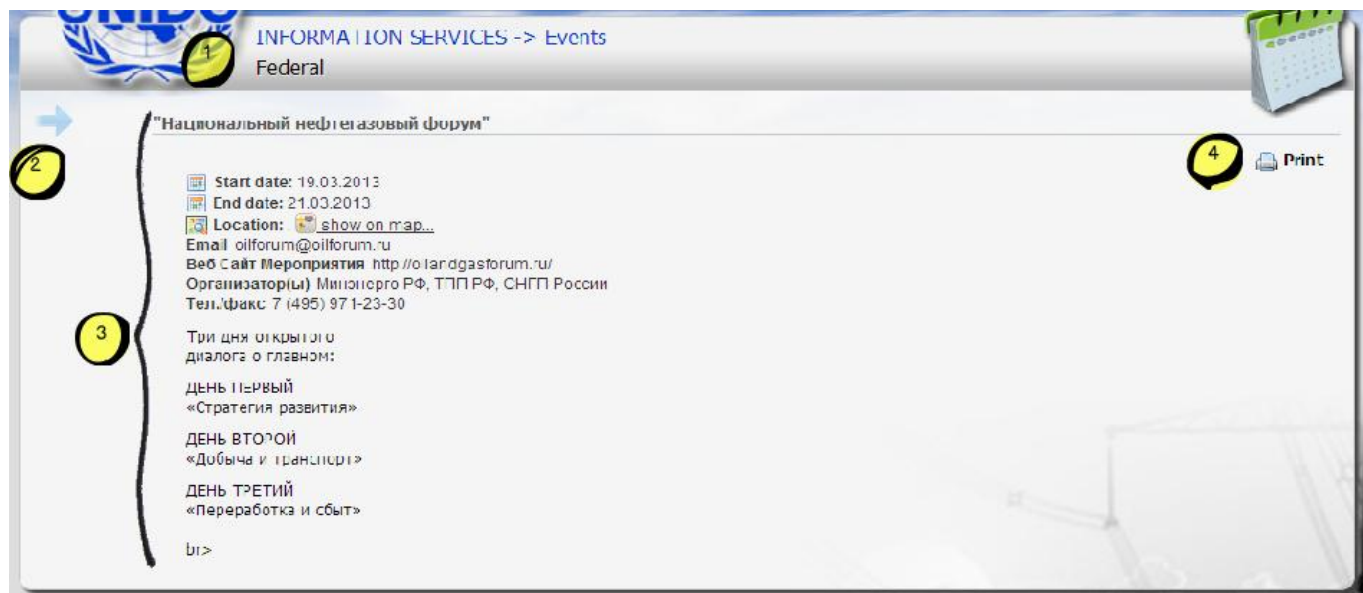 UNIDO
1
INFORMATION SERVICES -> Events
Federal
"Национальный нефтегазовый форум"
2
4
Print
Start date: 19.03.2013
End date: 21.03.2013
Location: show on map...
Email oilforum@oilforum.ru
Веб Сайт Мероприятия http://oilandgasforum.ru/
Организатор(ы) Минэнерго РФ, ТПП РФ, СНГП России
Тел./факс 7 (495) 971-23-30
3
Три дня открытого
диалога о главном:
ДЕНЬ ПЕРВЫЙ
«Стратегия развития»
ДЕНЬ ВТОРОЙ
«Добыча и транспорт»
ДЕНЬ ТРЕТИЙ
«Переработка и сбыт»
br>